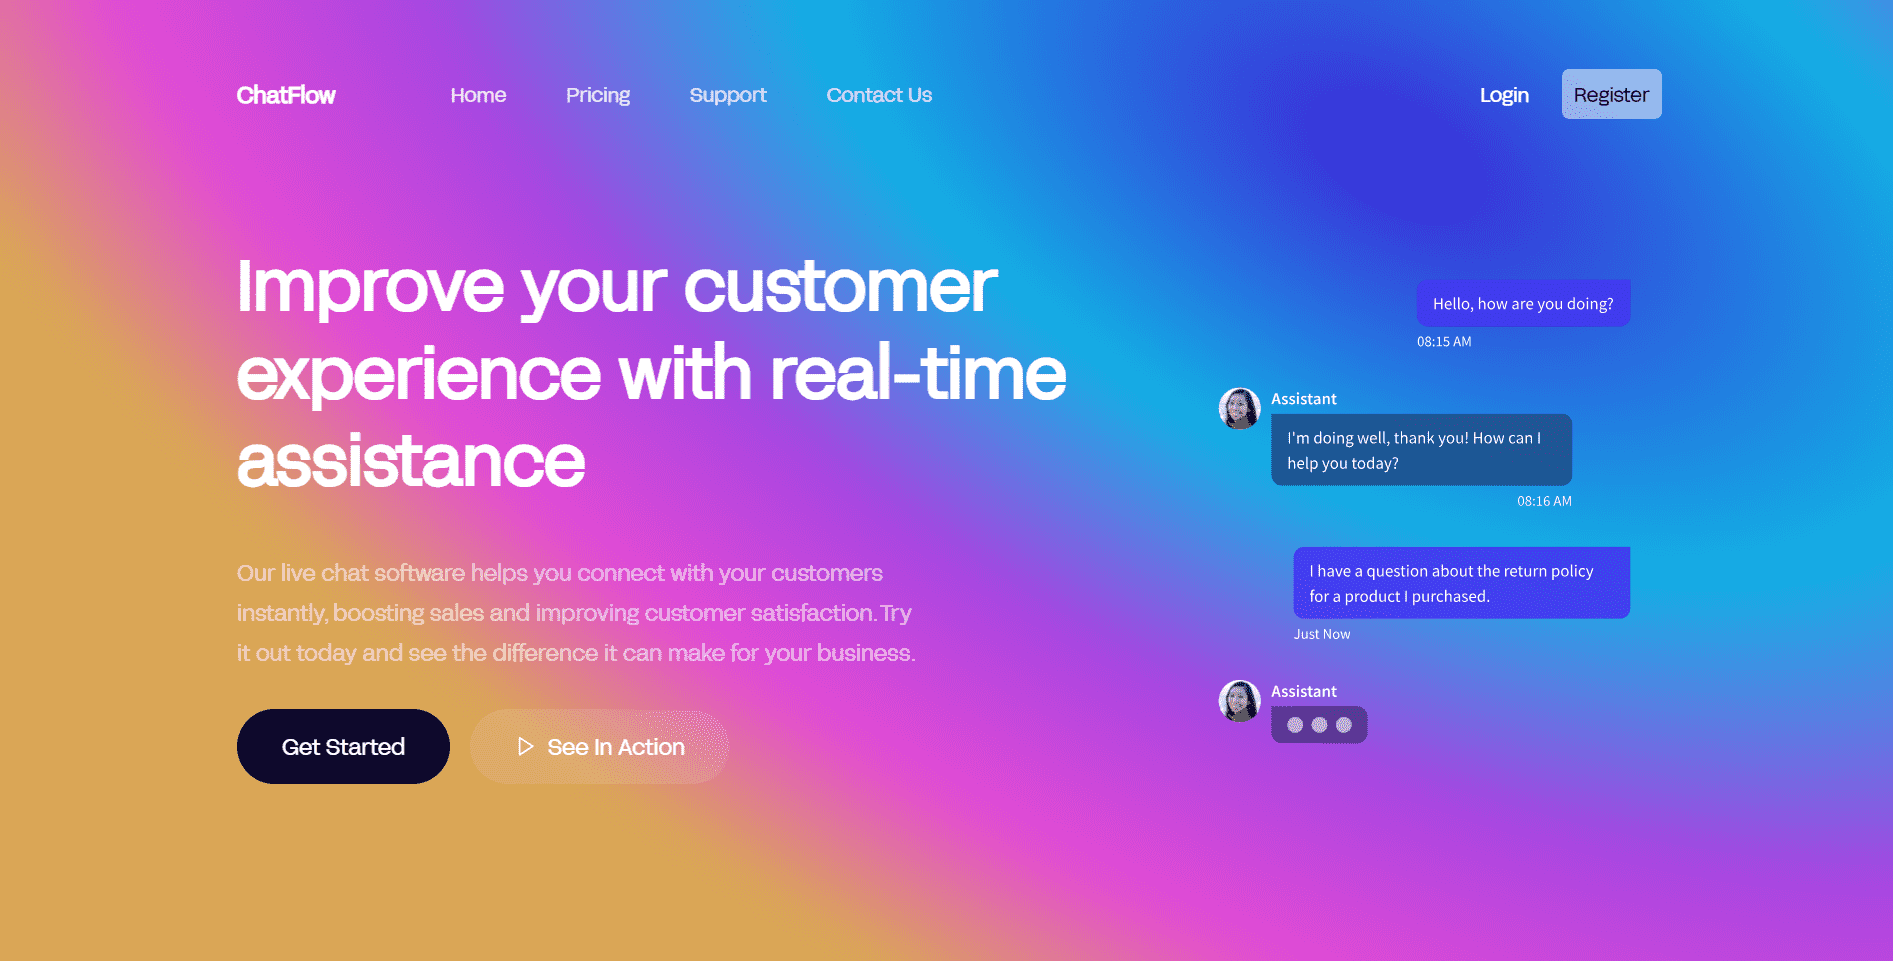 ChatFlow
Home
Pricing
Support
Contact Us
Login
Register
Improve your customer
experience with real-time
assistance
Our live chat software helps you connect with your customers
instantly, boosting sales and improving customer satisfaction. Try
it out today and see the difference it can make for your business.
Get Started
See In Action
Hello, how are you doing?
08:15 AM
Assistant
I'm doing well, thank you! How can I
help you today?
08:16 AM
I have a question about the return policy
for a product I purchased.
Just Now
Assistant